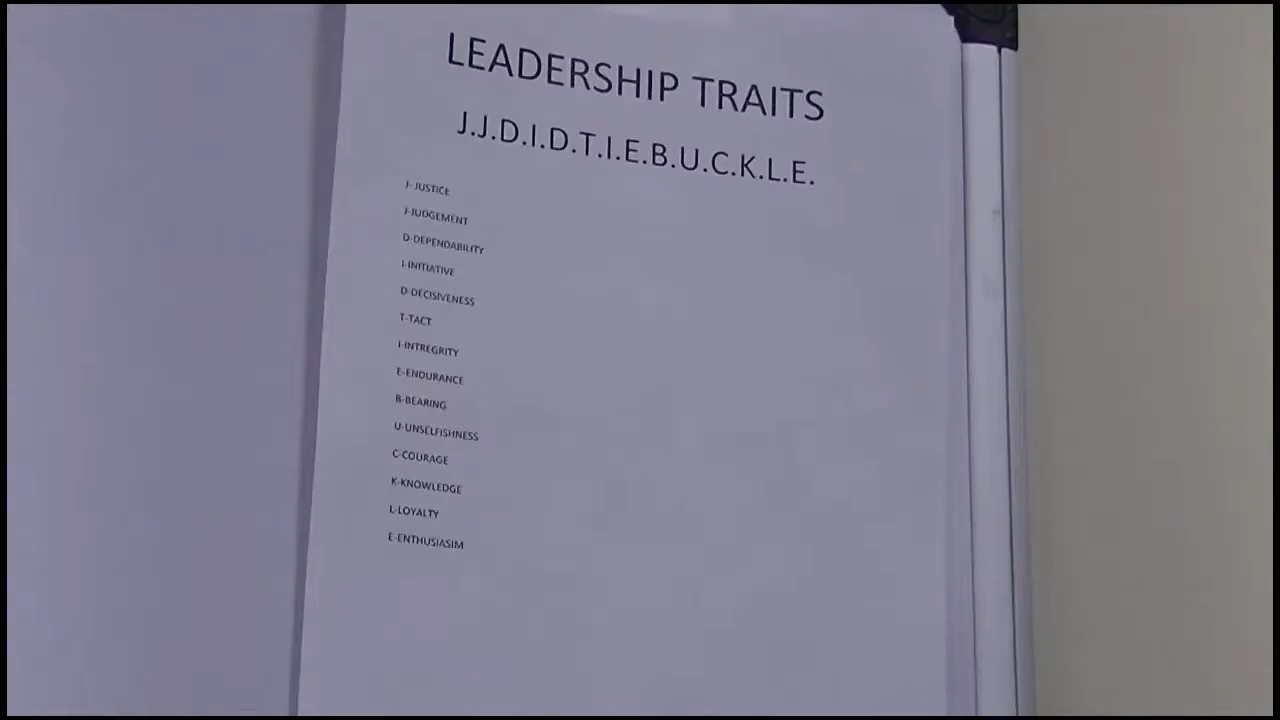 LEADERSHIP TRAITS
J.J.D.I.D.T.I.E.B.U.C.K.L.E.
J-JUSTICE
J-JUDGEMENT
D-DEPENDABILITY
I-INITIATIVE
D-DECISIVENESS
T-TACT
I-INTREGRITY
E-ENDURANCE
B-BEARING
U-UNSELFISHNESS
C-COURAGE
K-KNOWLEDGE
L-LOYALTY
E-ENTHUSIASIM